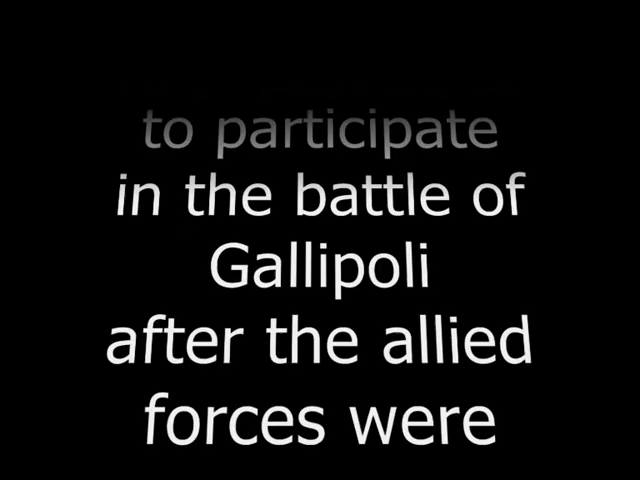 to participate
in the battle of
Gallipoli
after the allied
forces were